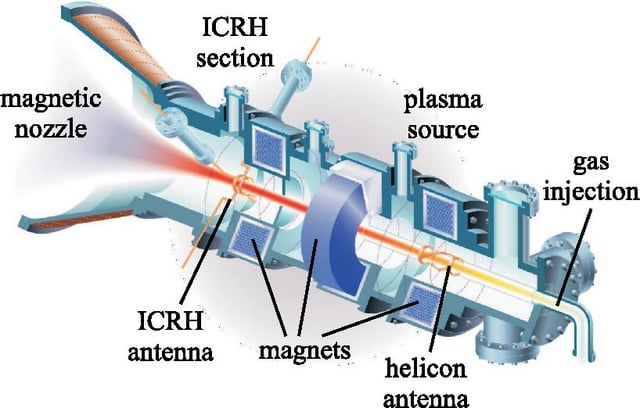 ICRH
section
magnetic
nozzle
plasma
source
gas
injection
ICRH
antenna
magnets
helicon
antenna